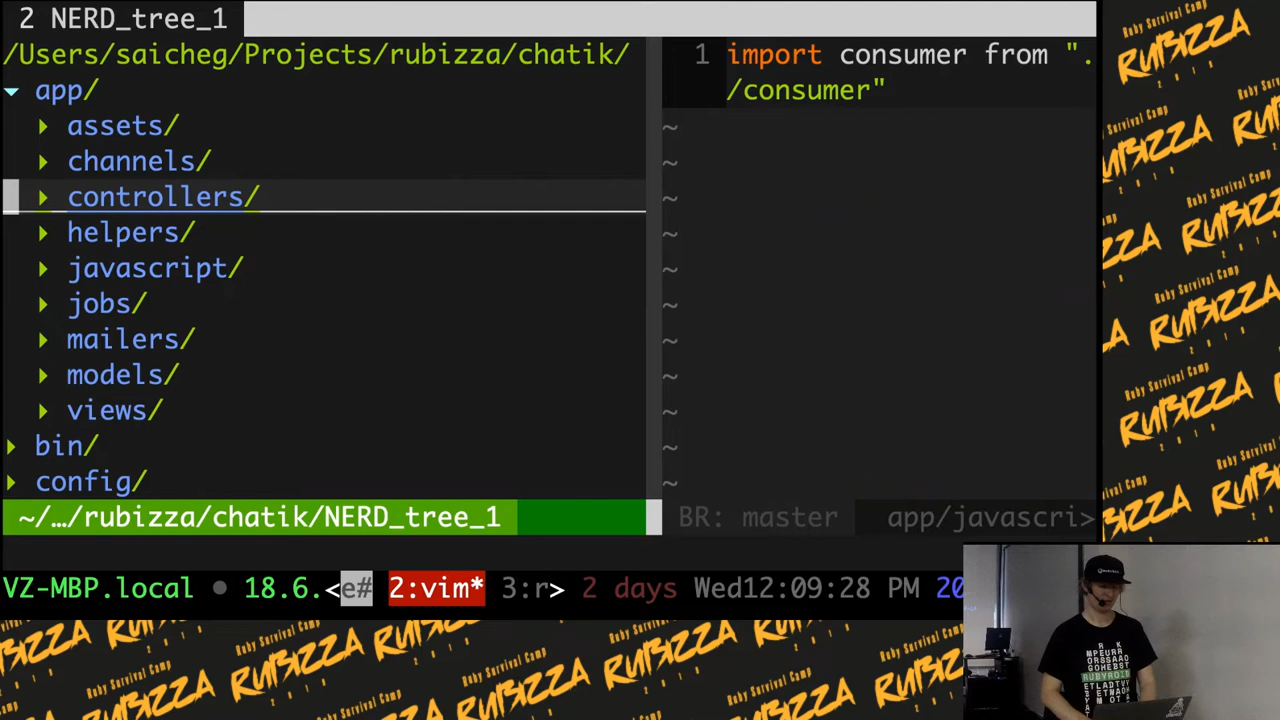 2 NERD_tree_1
/Users/saicheg/Projects/rubizza/chatik/
app/
assets/
channels/
controllers/
helpers/
javascript/
jobs/
mailers/
models/
views/
bin/
config/
~/…/rubizza/chatik/NERD_tree_1
1 import consumer from ".
/consumer"
~
~
~
~
~
~
~
~
~
~
~
BR: master app/javascri>
VZ-MBP.local • 18.6.<e# 2:vim* 3:r> 2 days Wed12:09:28 PM 20
Ruby Survival Camp
RUBIZZA
2018